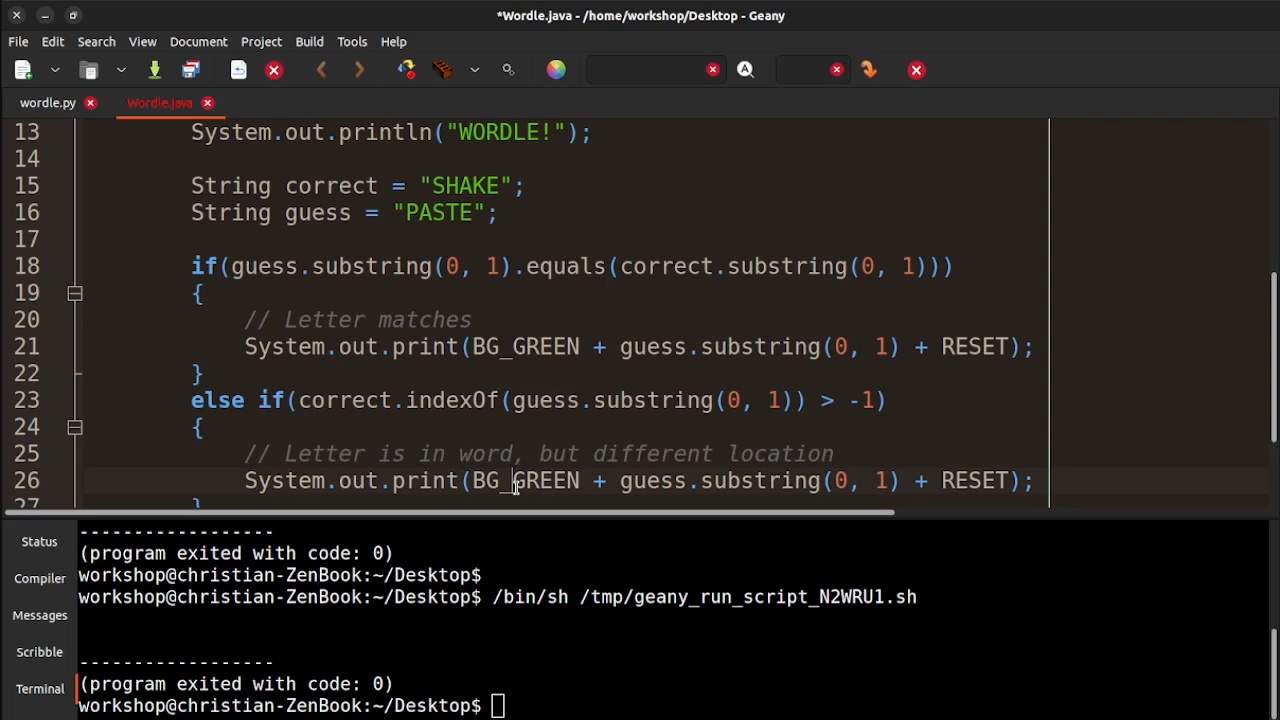 *Wordle.java - /home/workshop/Desktop - Geany
File Edit Search View Document Project Build Tools Help
wordle.py Wordle.java
13 System.out.println("WORDLE!");
14
15 String correct = "SHAKE";
16 String guess = "PASTE";
17
18 if(guess.substring(0, 1).equals(correct.substring(0, 1)))
19 {
20 // Letter matches
21 System.out.print(BG_GREEN + guess.substring(0, 1) + RESET);
22 }
23 else if(correct.indexOf(guess.substring(0, 1)) > -1)
24 {
25 // Letter is in word, but different location
26 System.out.print(BG_GREEN + guess.substring(0, 1) + RESET);
27 }
Status
Compiler
Messages
Scribble
Terminal
------------------
(program exited with code: 0)
workshop@christian-ZenBook:~/Desktop$
workshop@christian-ZenBook:~/Desktop$ /bin/sh /tmp/geany_run_script_N2WRU1.sh
------------------
(program exited with code: 0)
workshop@christian-ZenBook:~/Desktop$